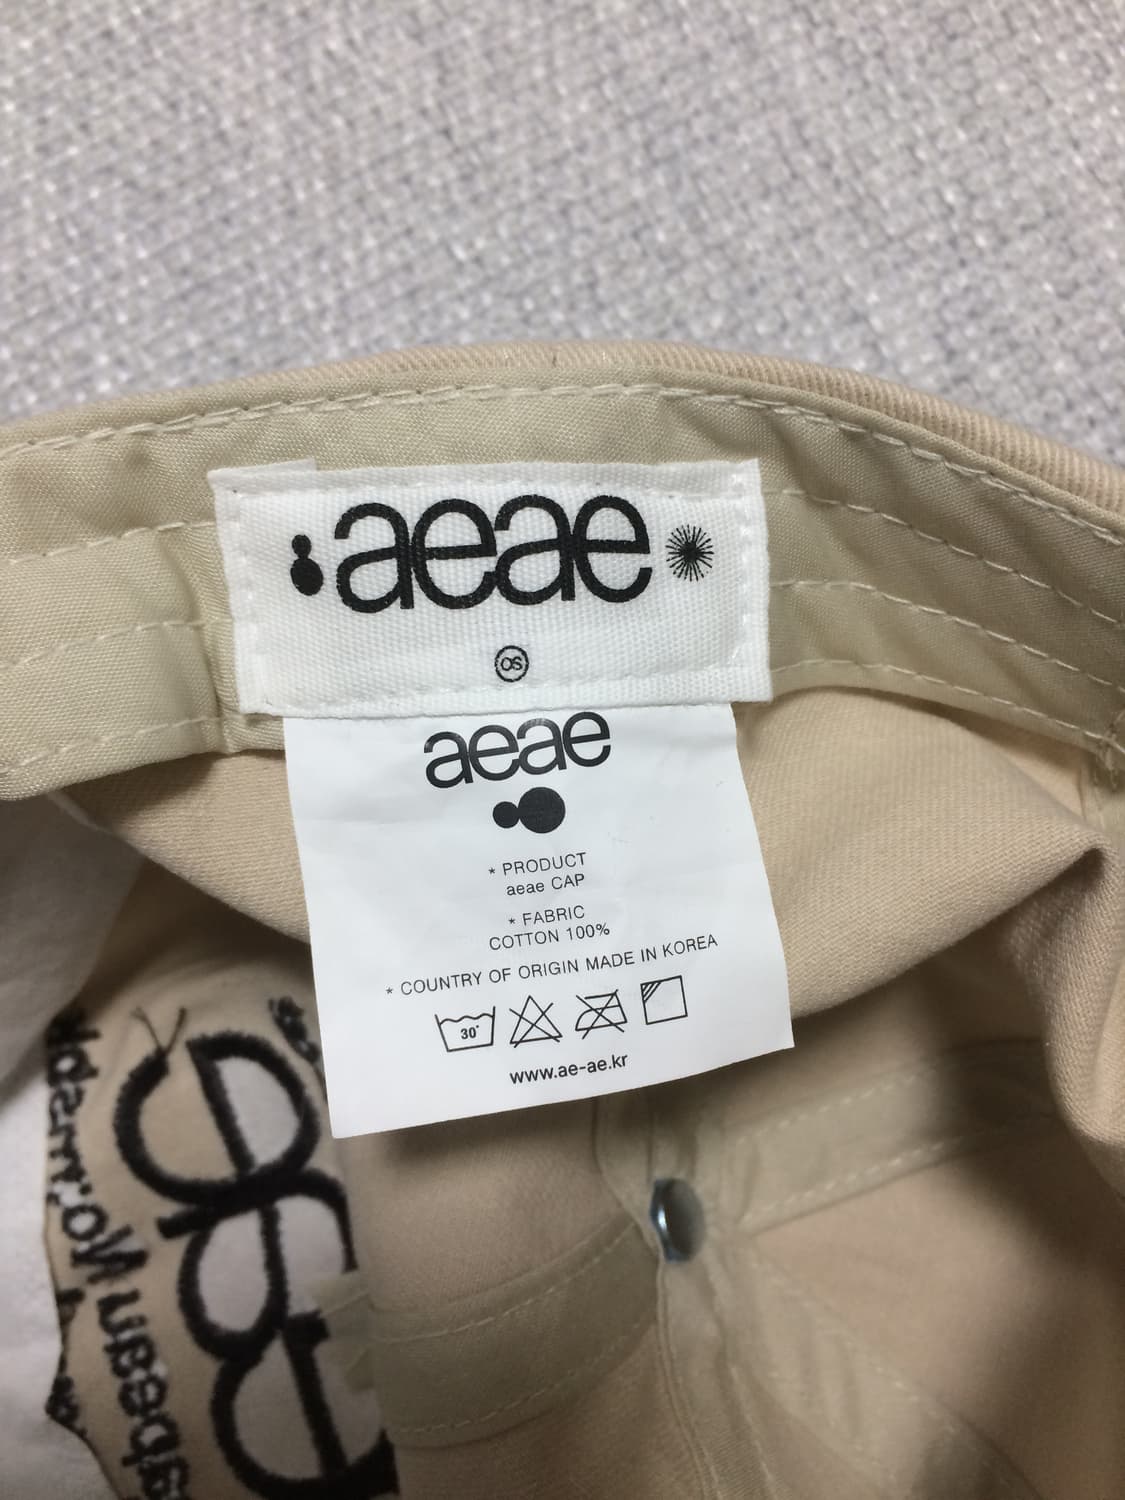 aeae
OS
aeae
* PRODUCT
aeae CAP
* FABRIC
COTTON 100%
* COUNTRY OF ORIGIN MADE IN KOREA
30°
www.ae-ae.kr